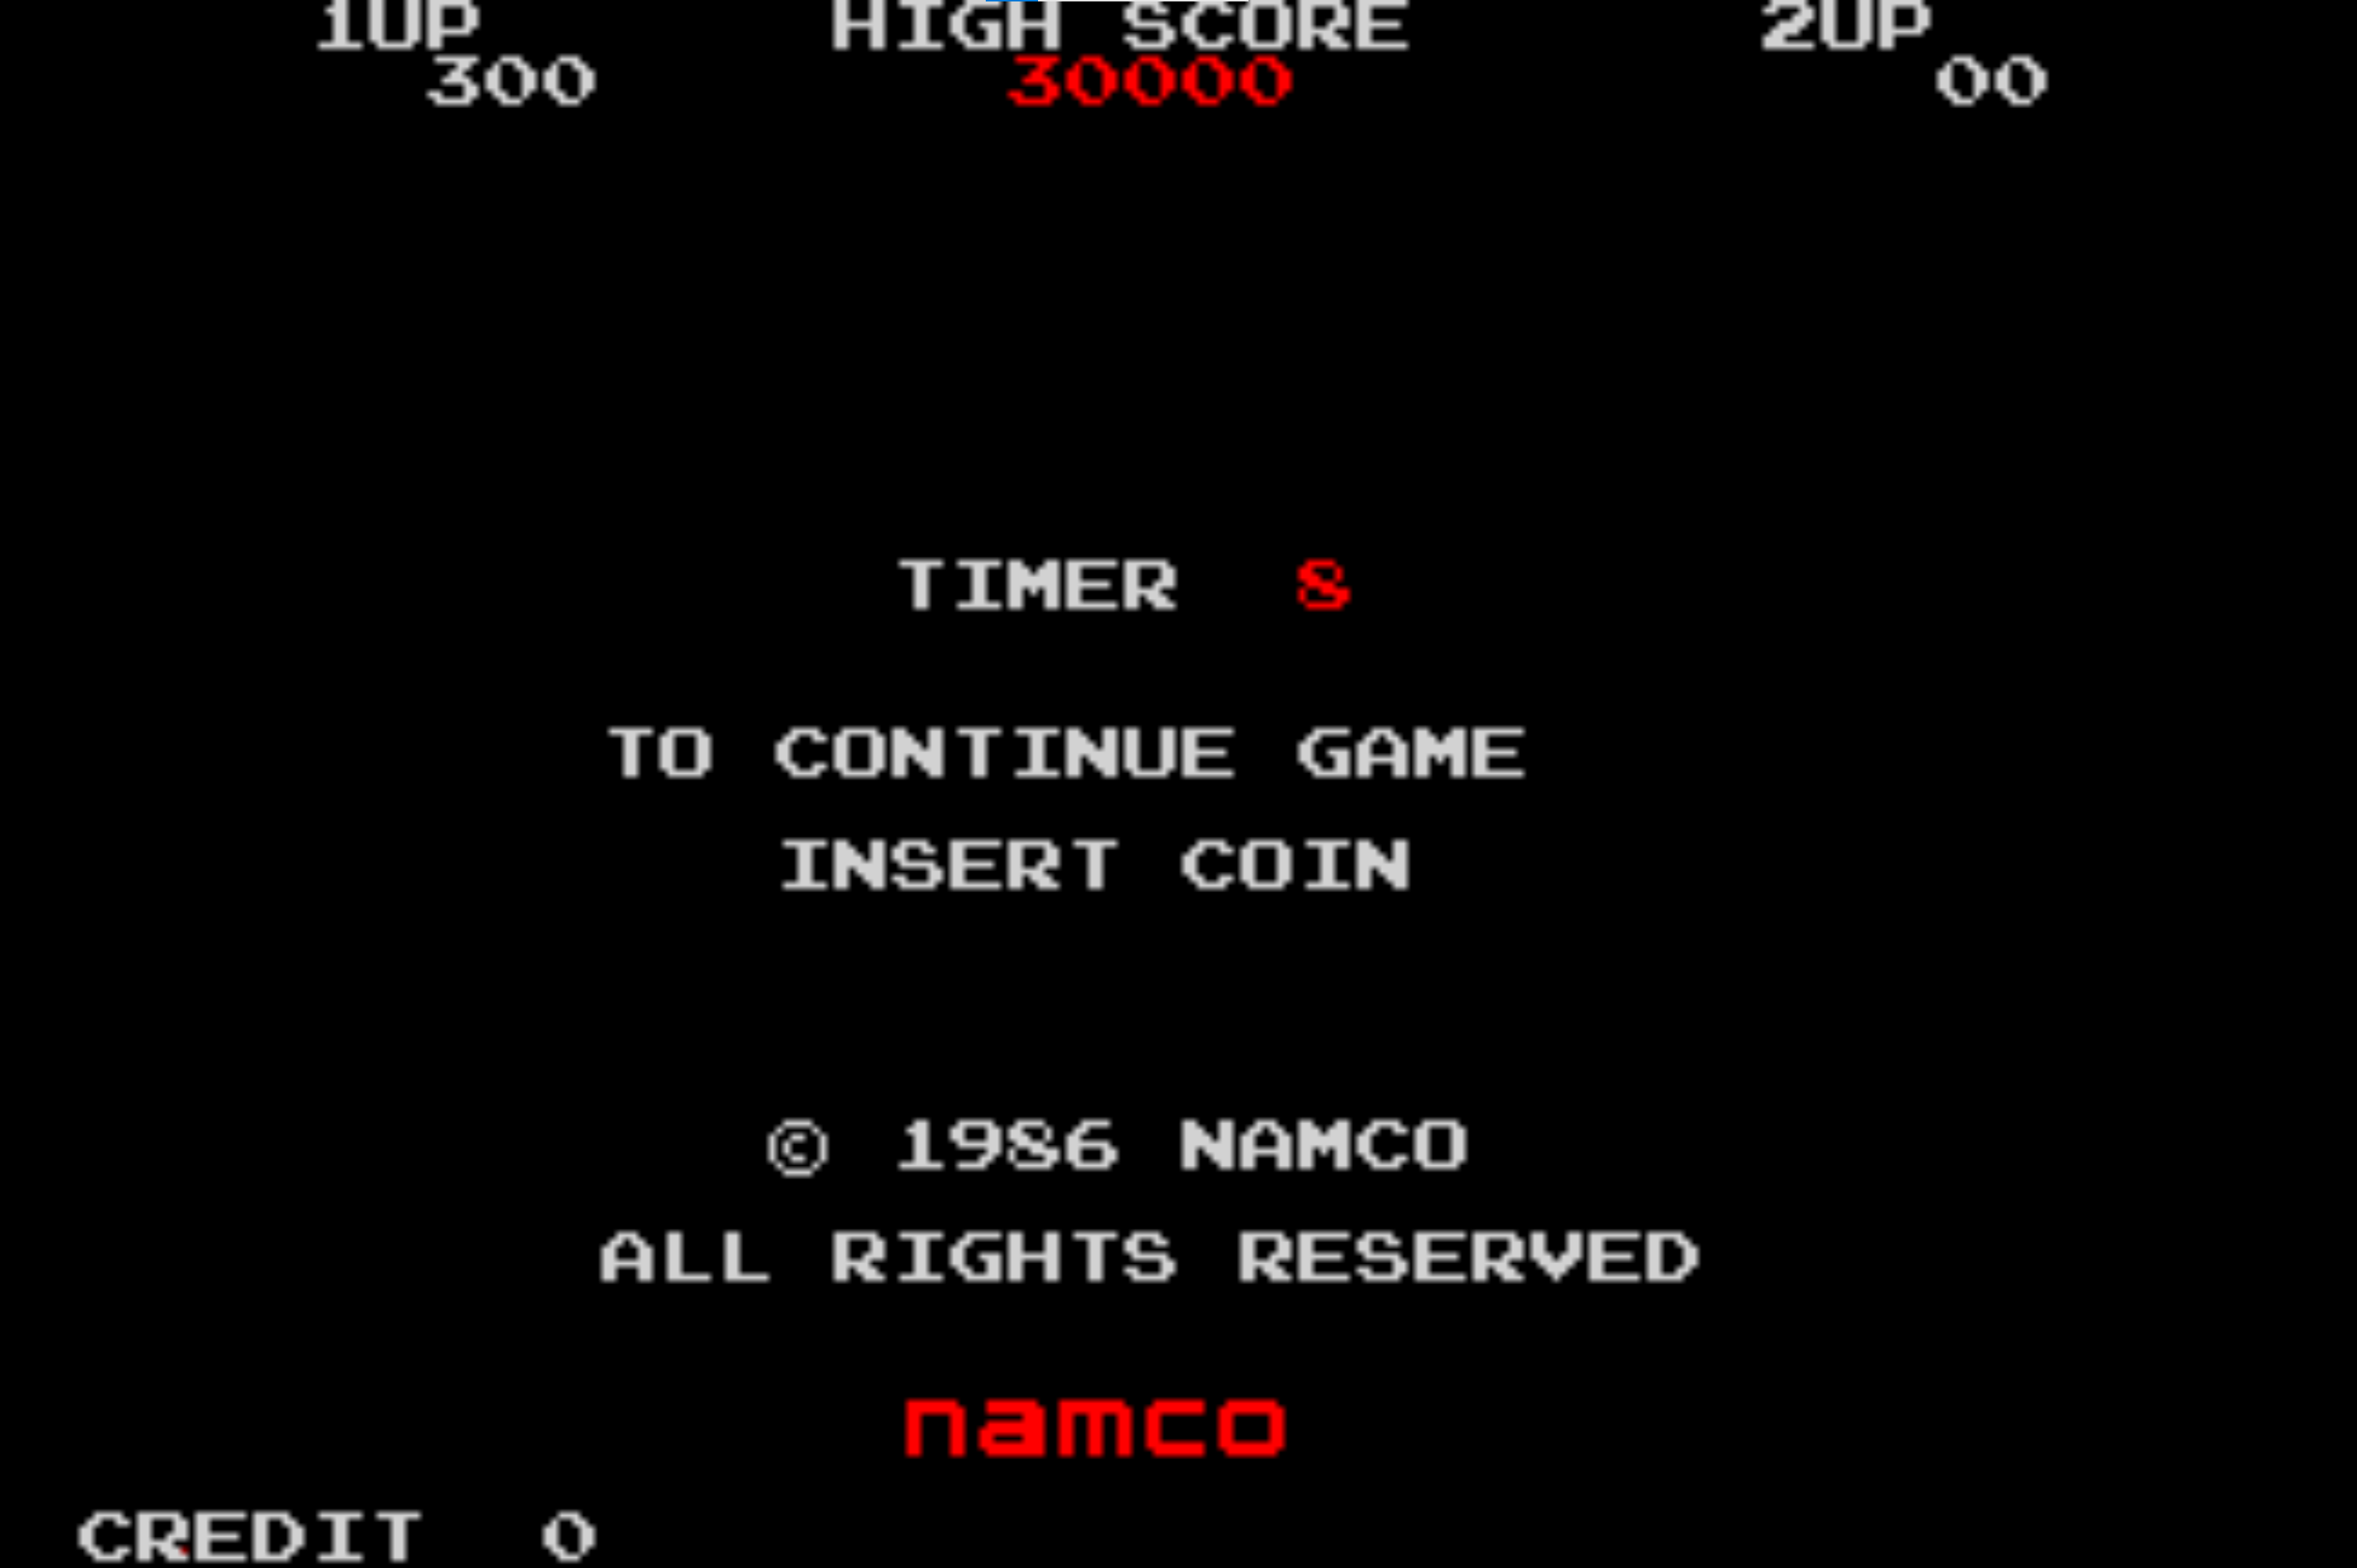 1UP HIGH SCORE 2UP
300 30000 00
TIMER 8
TO CONTINUE GAME
INSERT COIN
© 1986 NAMCO
ALL RIGHTS RESERVED
namco
CREDIT 0